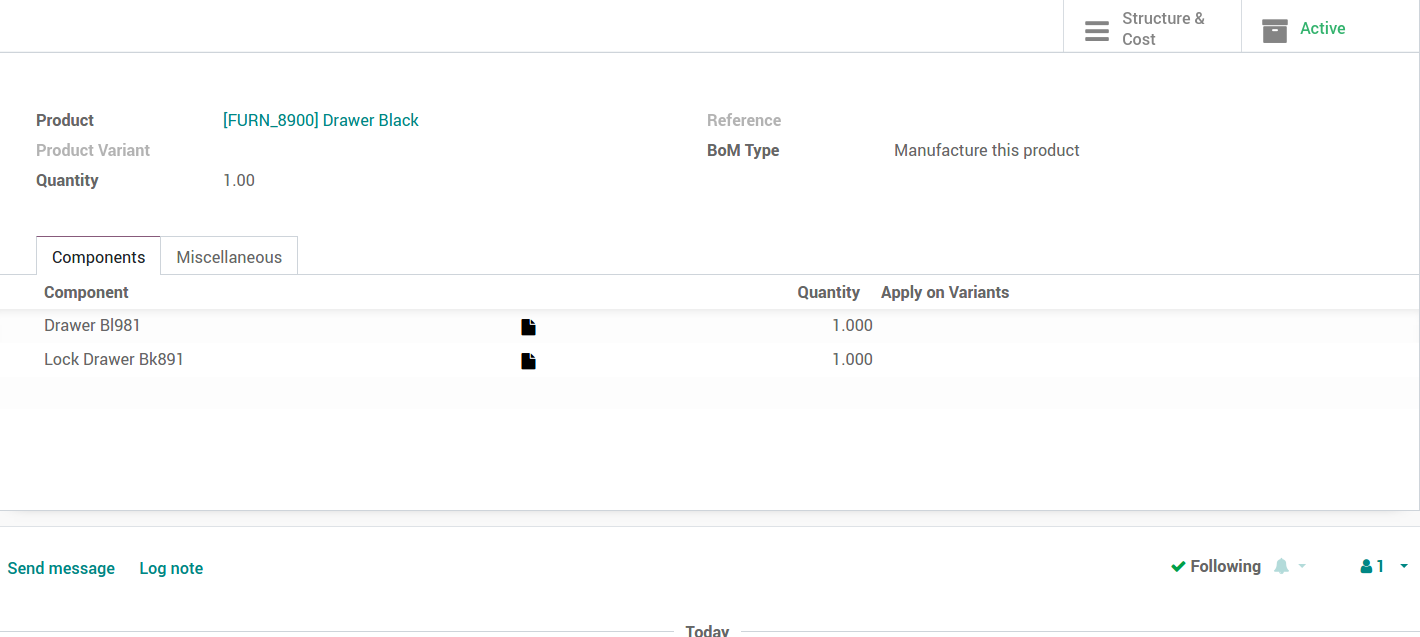 Structure &
Cost
Active
Product [FURN_8900] Drawer Black Reference
Product Variant BoM Type Manufacture this product
Quantity 1.00
Components Miscellaneous
Component Quantity Apply on Variants
Drawer Bl981 1.000
Lock Drawer Bk891 1.000
Send message Log note Following 1
Today